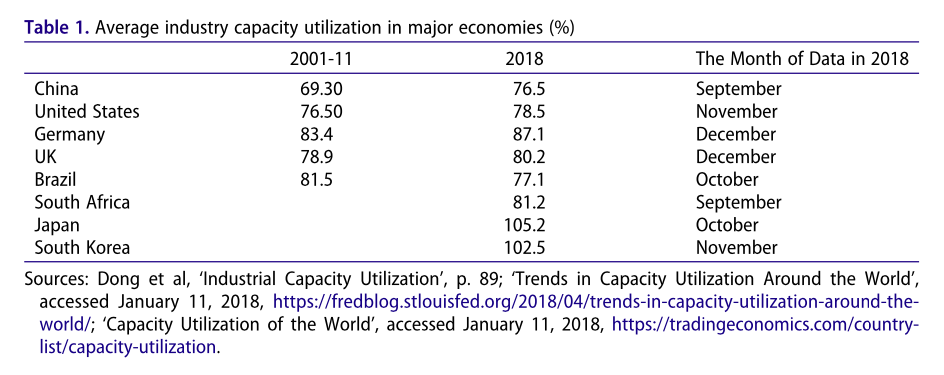 Table 1. Average industry capacity utilization in major economies (%)
2001-11 2018 The Month of Data in 2018
China 69.30 76.5 September
United States 76.50 78.5 November
Germany 83.4 87.1 December
UK 78.9 80.2 December
Brazil 81.5 77.1 October
South Africa 81.2 September
Japan 105.2 October
South Korea 102.5 November
Sources: Dong et al, ‘Industrial Capacity Utilization’, p. 89; ‘Trends in Capacity Utilization Around the World’,
accessed January 11, 2018, https://fredblog.stlouisfed.org/2018/04/trends-in-capacity-utilization-around-the-
world/; ‘Capacity Utilization of the World’, accessed January 11, 2018, https://tradingeconomics.com/country-
list/capacity-utilization.